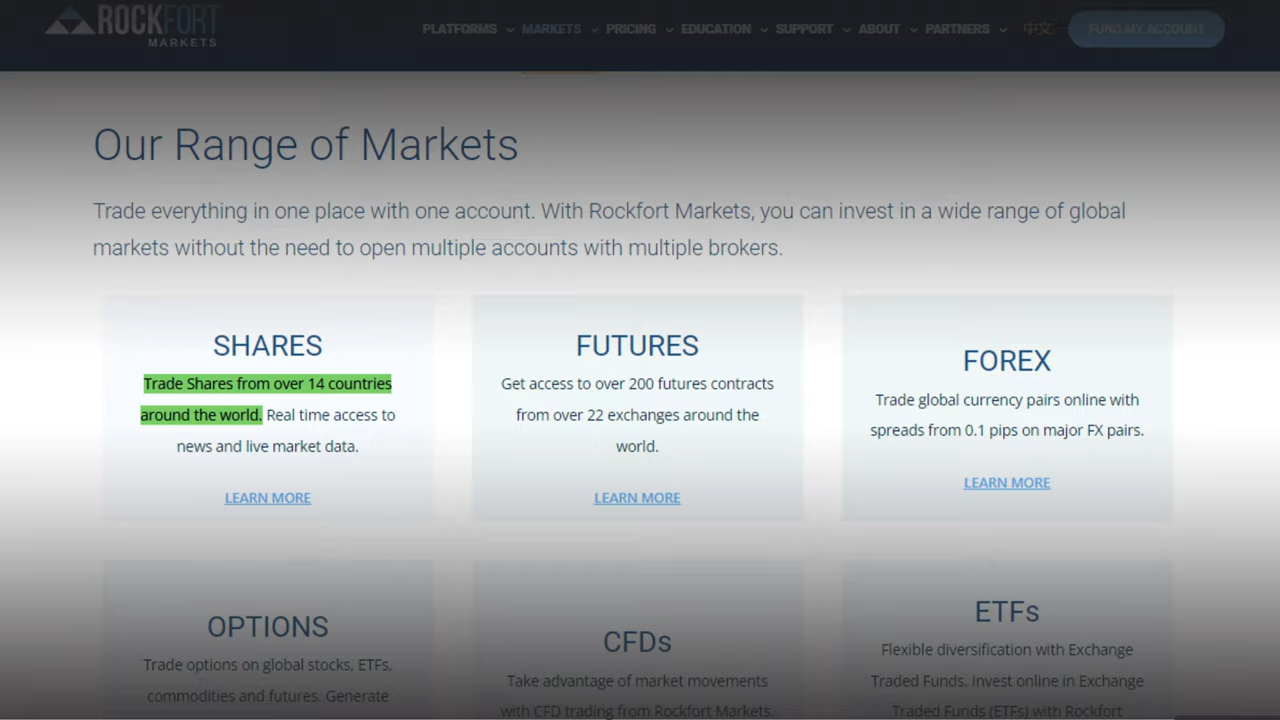 ROCKFORT
MARKETS
PLATFORMS MARKETS PRICING EDUCATION SUPPORT ABOUT PARTNERS 中文 FUND MY ACCOUNT
Our Range of Markets
Trade everything in one place with one account. With Rockfort Markets, you can invest in a wide range of global
markets without the need to open multiple accounts with multiple brokers.
SHARES
Trade Shares from over 14 countries
around the world. Real time access to
news and live market data.
LEARN MORE
FUTURES
Get access to over 200 futures contracts
from over 22 exchanges around the
world.
LEARN MORE
FOREX
Trade global currency pairs online with
spreads from 0.1 pips on major FX pairs.
LEARN MORE
OPTIONS
Trade options on global stocks, ETFs,
commodities and futures. Generate
CFDs
Take advantage of market movements
with CFD trading from Rockfort Markets.
ETFs
Flexible diversification with Exchange
Traded Funds. Invest online in Exchange
Traded Funds (ETFs) with Rockfort